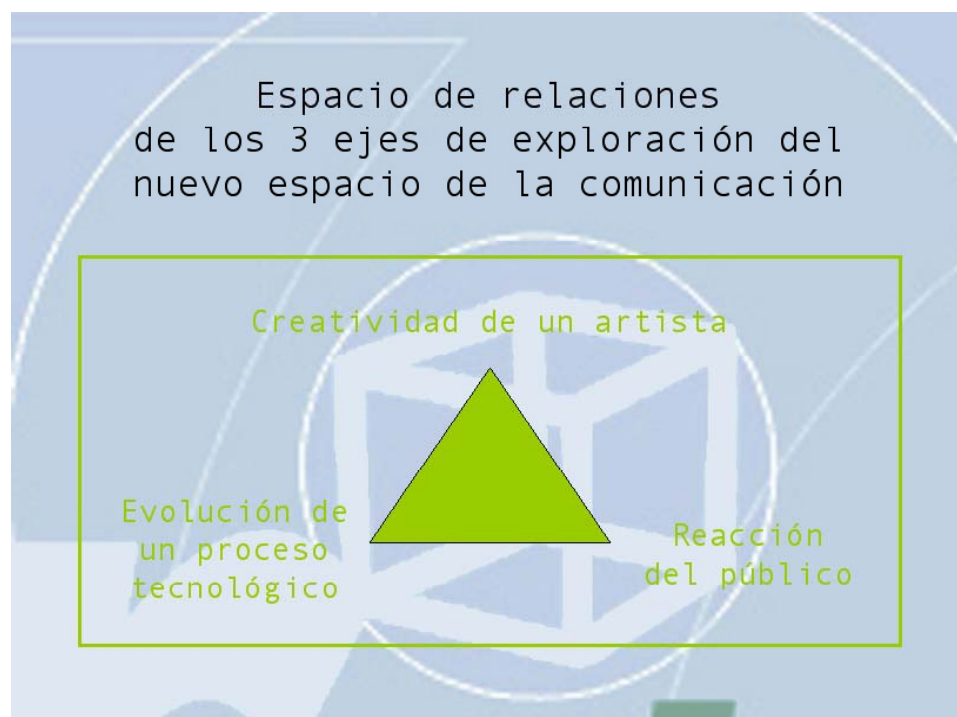 Espacio de relaciones
de los 3 ejes de exploración del
nuevo espacio de la comunicación
Creatividad de un artista
Evolución de
un proceso
tecnológico
Reacción
del público